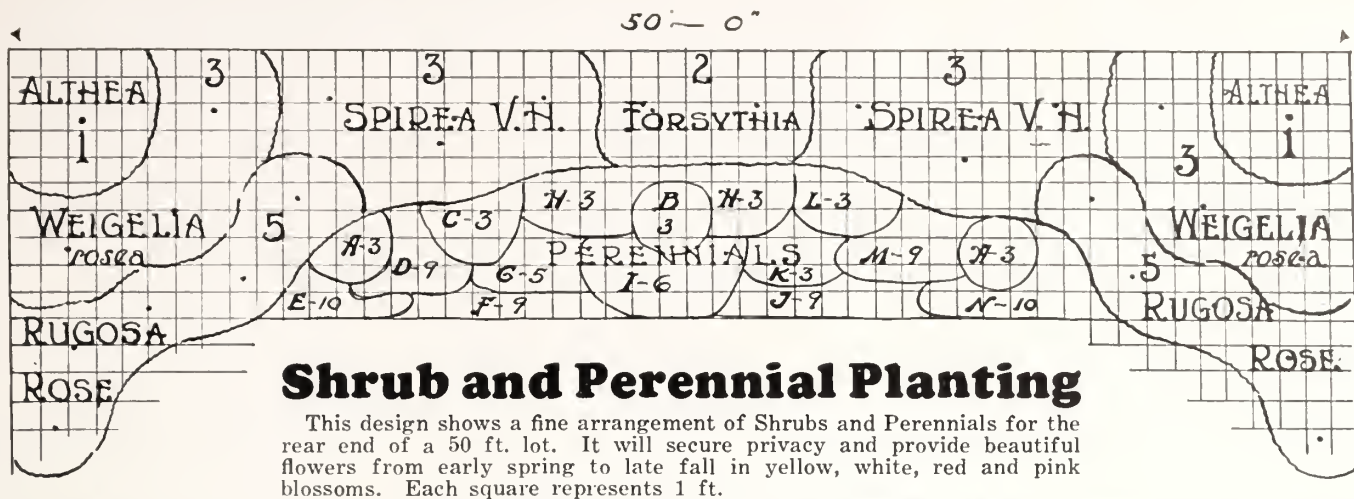 50'— 0"
3 3 2 3
ALTHEA SPIREA V.H. FORSYTHIA SPIREA V.H. ALTHEA
1 3 1
WEIGELIA 5 A-3 C-3 H-3 B H-3 L-3 WEIGELIA
rosea 3 rosea
D-9 G-5 PERENNIALS K-3 M-9 A-3 5
E-10 F-9 I-6 J-9 N-10
RUGOSA RUGOSA
ROSE ROSE
Shrub and Perennial Planting
This design shows a fine arrangement of Shrubs and Perennials for the
rear end of a 50 ft. lot. It will secure privacy and provide beautiful
flowers from early spring to late fall in yellow, white, red and pink
blossoms. Each square represents 1 ft.